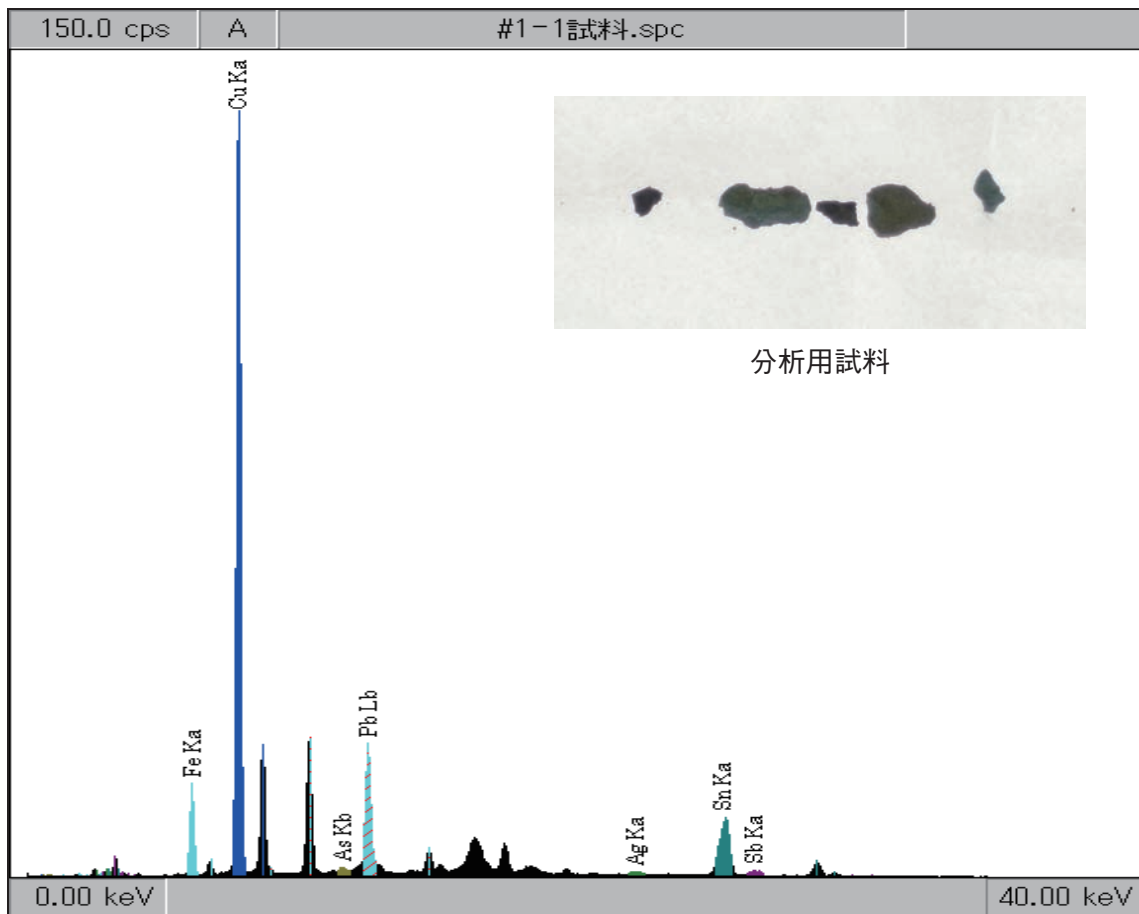 150.0 cps A #1-1試料.spc
Cu Ka
分析用試料
Fe Ka
As Kb
Pb Lb
Ag Ka
Sn Ka
Sb Ka
0.00 keV 40.00 keV